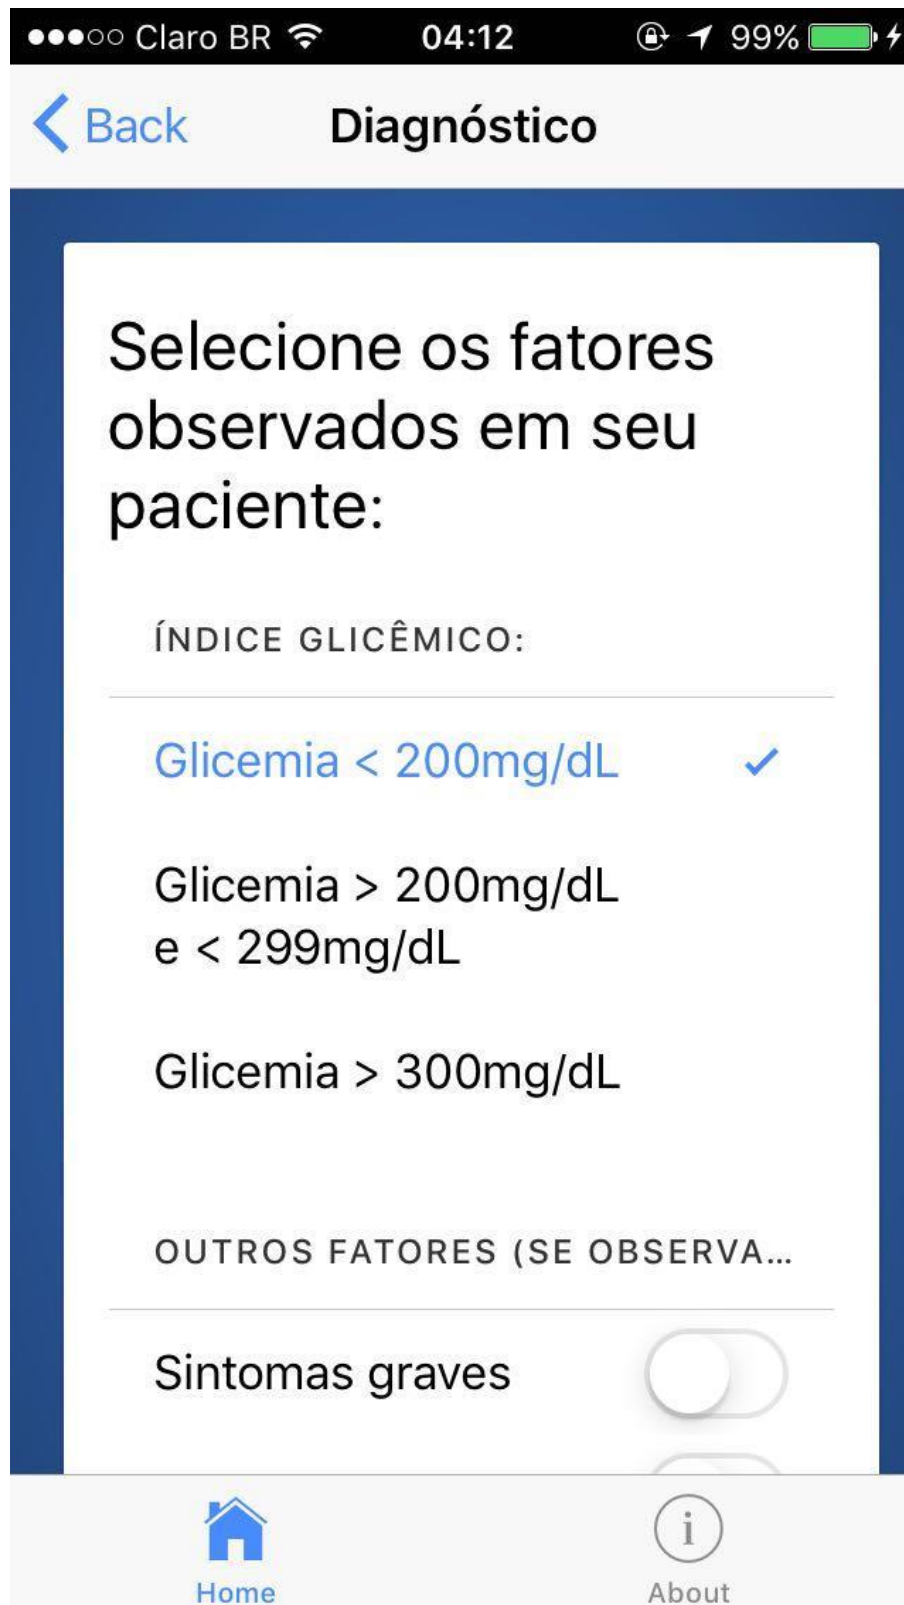 Claro BR 04:12 99%
Back Diagnóstico
Selecione os fatores
observados em seu
paciente:
ÍNDICE GLICÊMICO:
Glicemia < 200mg/dL
Glicemia > 200mg/dL
e < 299mg/dL
Glicemia > 300mg/dL
OUTROS FATORES (SE OBSERVA...
Sintomas graves
Home About